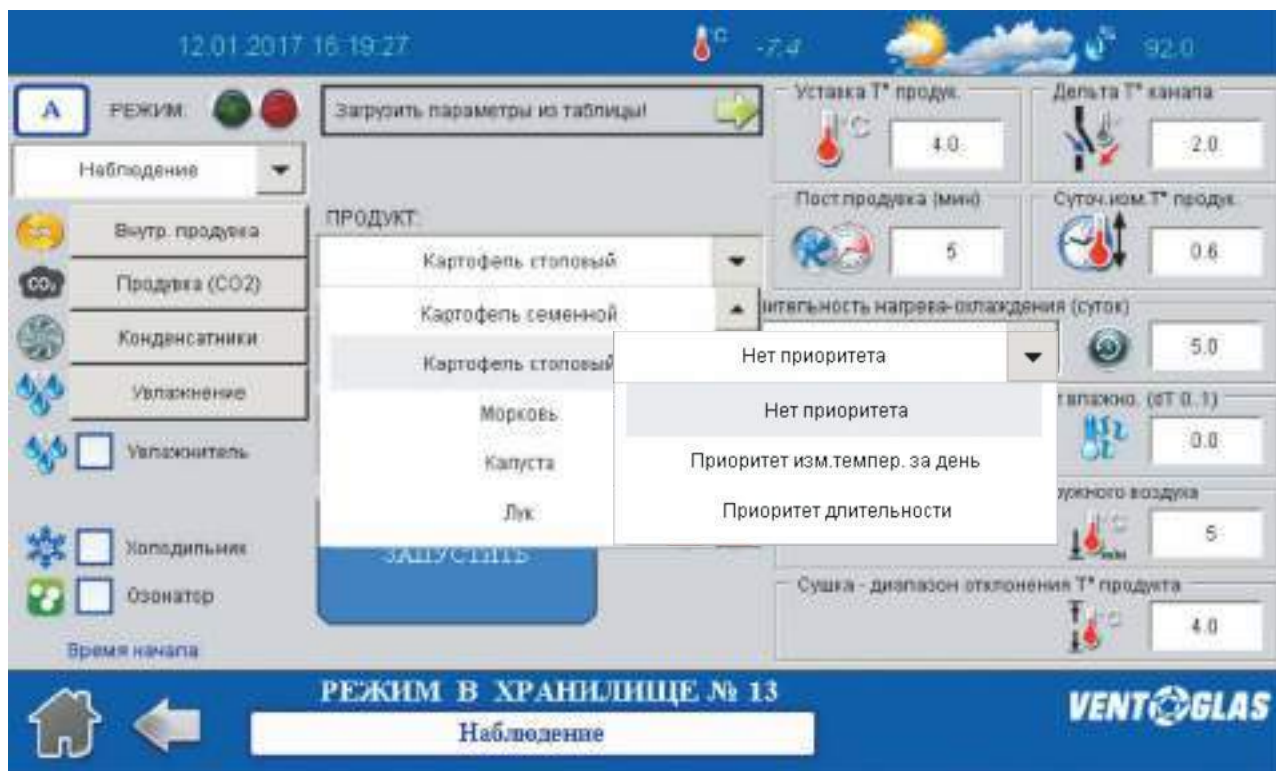 12.01.2017 16:19:27
°C -7.4
% 92.0
A РЕЖИМ:
Загрузить параметры из таблицы!
Уставка T° продук.
°C 4.0
Дельта T° канала
2.0
Наблюдение
Пост.продувка (мин)
5
Суточ.изм.T° продук.
0.6
Внутр. продувка
CO₂ Продувка (CO2)
Конденсатники
Увлажнение
Увлажнитель
Холодильник
Озонатор
Время начала
ПРОДУКТ:
Картофель столовый
Картофель семенной
Картофель столовый
Морковь
Капуста
Лук
ЗАПУСТИТЬ
ительность нагрева-охлаждения (суток)
5.0
Нет приоритета
Нет приоритета
Приоритет изм.темпер. за день
Приоритет длительности
влажно. (dT 0..1)
0.0
ружного воздуха
°C min 5
Сушка - диапазон отклонения T° продукта
°C 4.0
РЕЖИМ В ХРАНИЛИЩЕ № 13
Наблюдение
VENTOGLAS